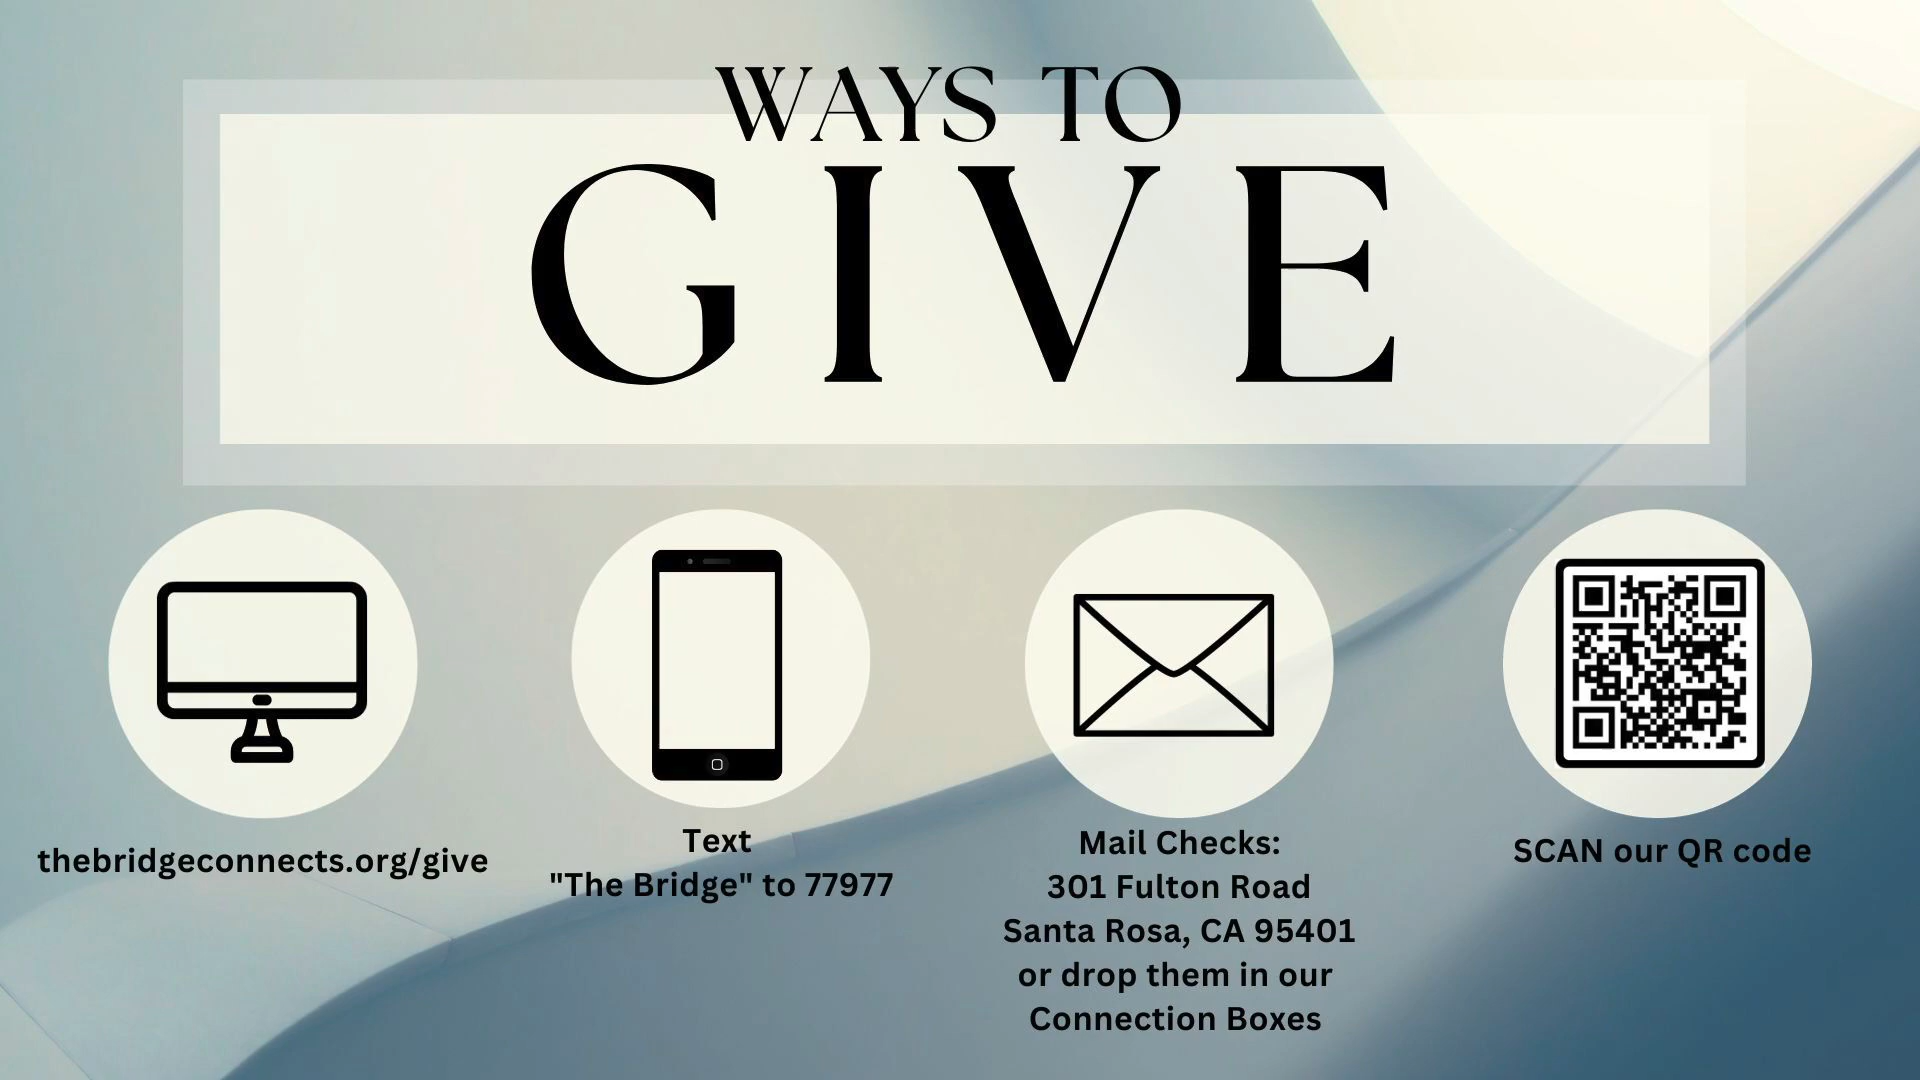 WAYS TO
GIVE
thebridgeconnects.org/give
Text
"The Bridge" to 77977
Mail Checks:
301 Fulton Road
Santa Rosa, CA 95401
or drop them in our
Connection Boxes
SCAN our QR code